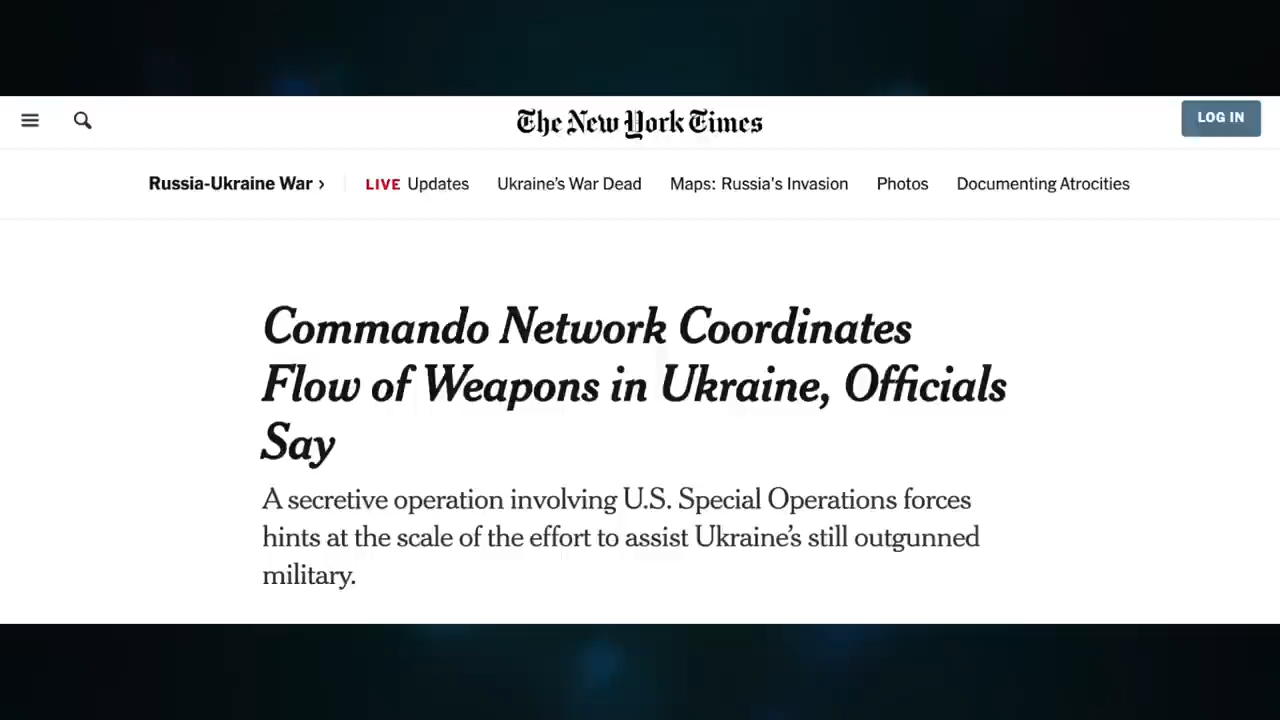 The New York Times
LOG IN
Russia-Ukraine War ›
LIVE Updates
Ukraine’s War Dead
Maps: Russia's Invasion
Photos
Documenting Atrocities
Commando Network Coordinates
Flow of Weapons in Ukraine, Officials
Say
A secretive operation involving U.S. Special Operations forces
hints at the scale of the effort to assist Ukraine’s still outgunned
military.